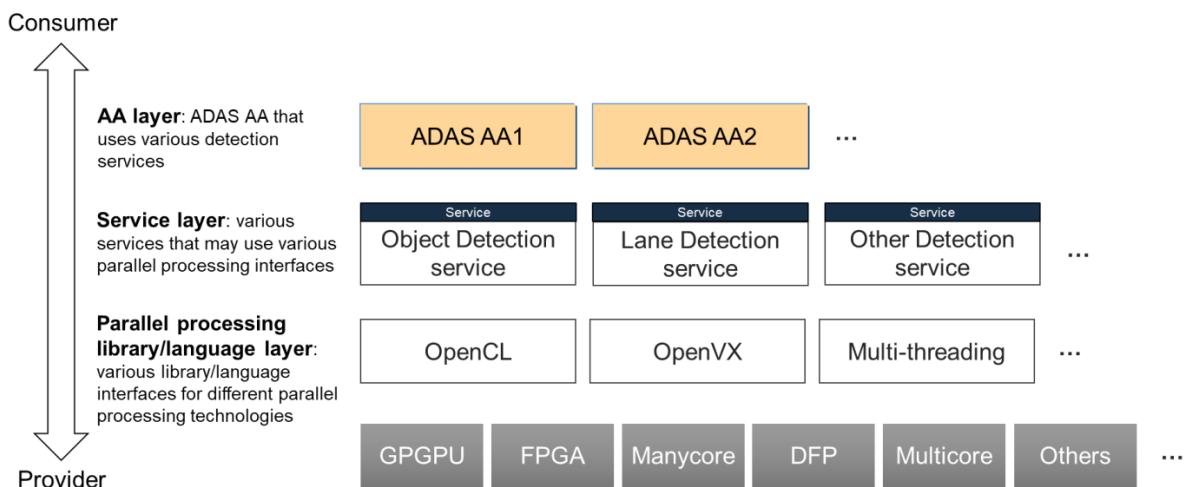 Consumer
AA layer: ADAS AA that
uses various detection
services
ADAS AA1
ADAS AA2
...
Service layer: various
services that may use various
parallel processing interfaces
Service
Object Detection
service
Service
Lane Detection
service
Service
Other Detection
service
...
Parallel processing
library/language layer:
various library/language
interfaces for different parallel
processing technologies
OpenCL
OpenVX
Multi-threading
...
GPGPU
FPGA
Manycore
DFP
Multicore
Others
...
Provider